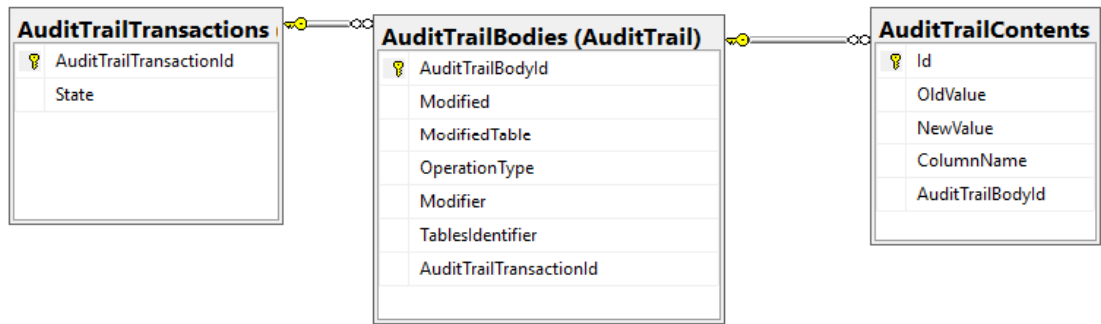 AuditTrailTransactions (
AuditTrailTransactionId
State
AuditTrailBodies (AuditTrail)
AuditTrailBodyId
Modified
ModifiedTable
OperationType
Modifier
TablesIdentifier
AuditTrailTransactionId
AuditTrailContents
Id
OldValue
NewValue
ColumnName
AuditTrailBodyId